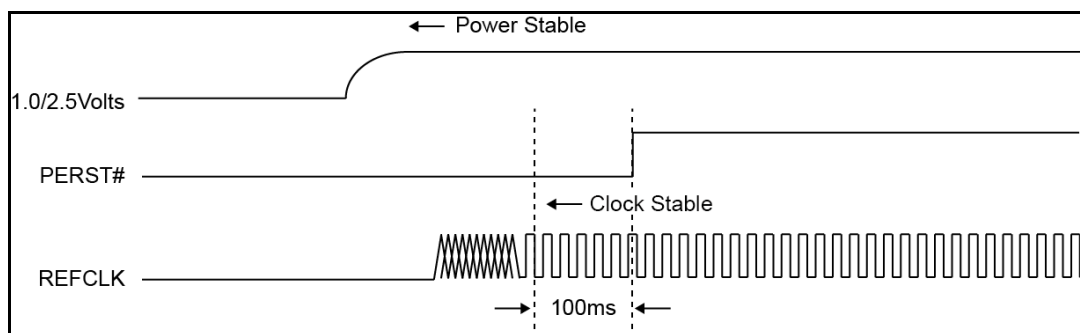 Power Stable
1.0/2.5Volts
PERST#
Clock Stable
REFCLK
100ms